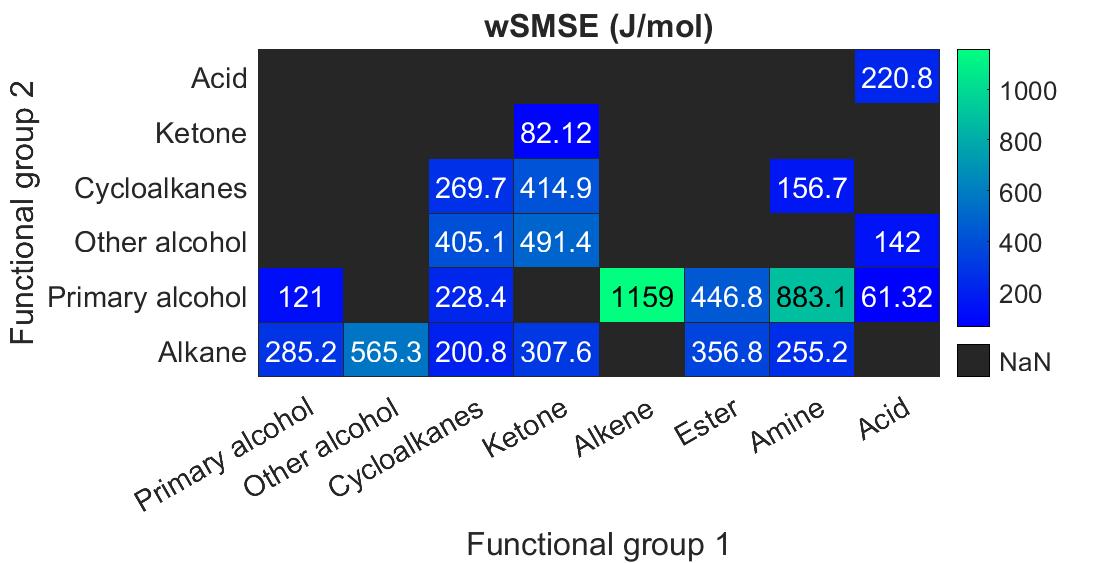 wSMSE (J/mol)
Functional group 2
Acid 220.8
Ketone 82.12
Cycloalkanes 269.7 414.9 156.7
Other alcohol 405.1 491.4 142
Primary alcohol 121 228.4 1159 446.8 883.1 61.32
Alkane 285.2 565.3 200.8 307.6 356.8 255.2
Primary alcohol
Other alcohol
Cycloalkanes
Ketone
Alkene
Ester
Amine
Acid
Functional group 1
1000
800
600
400
200
NaN